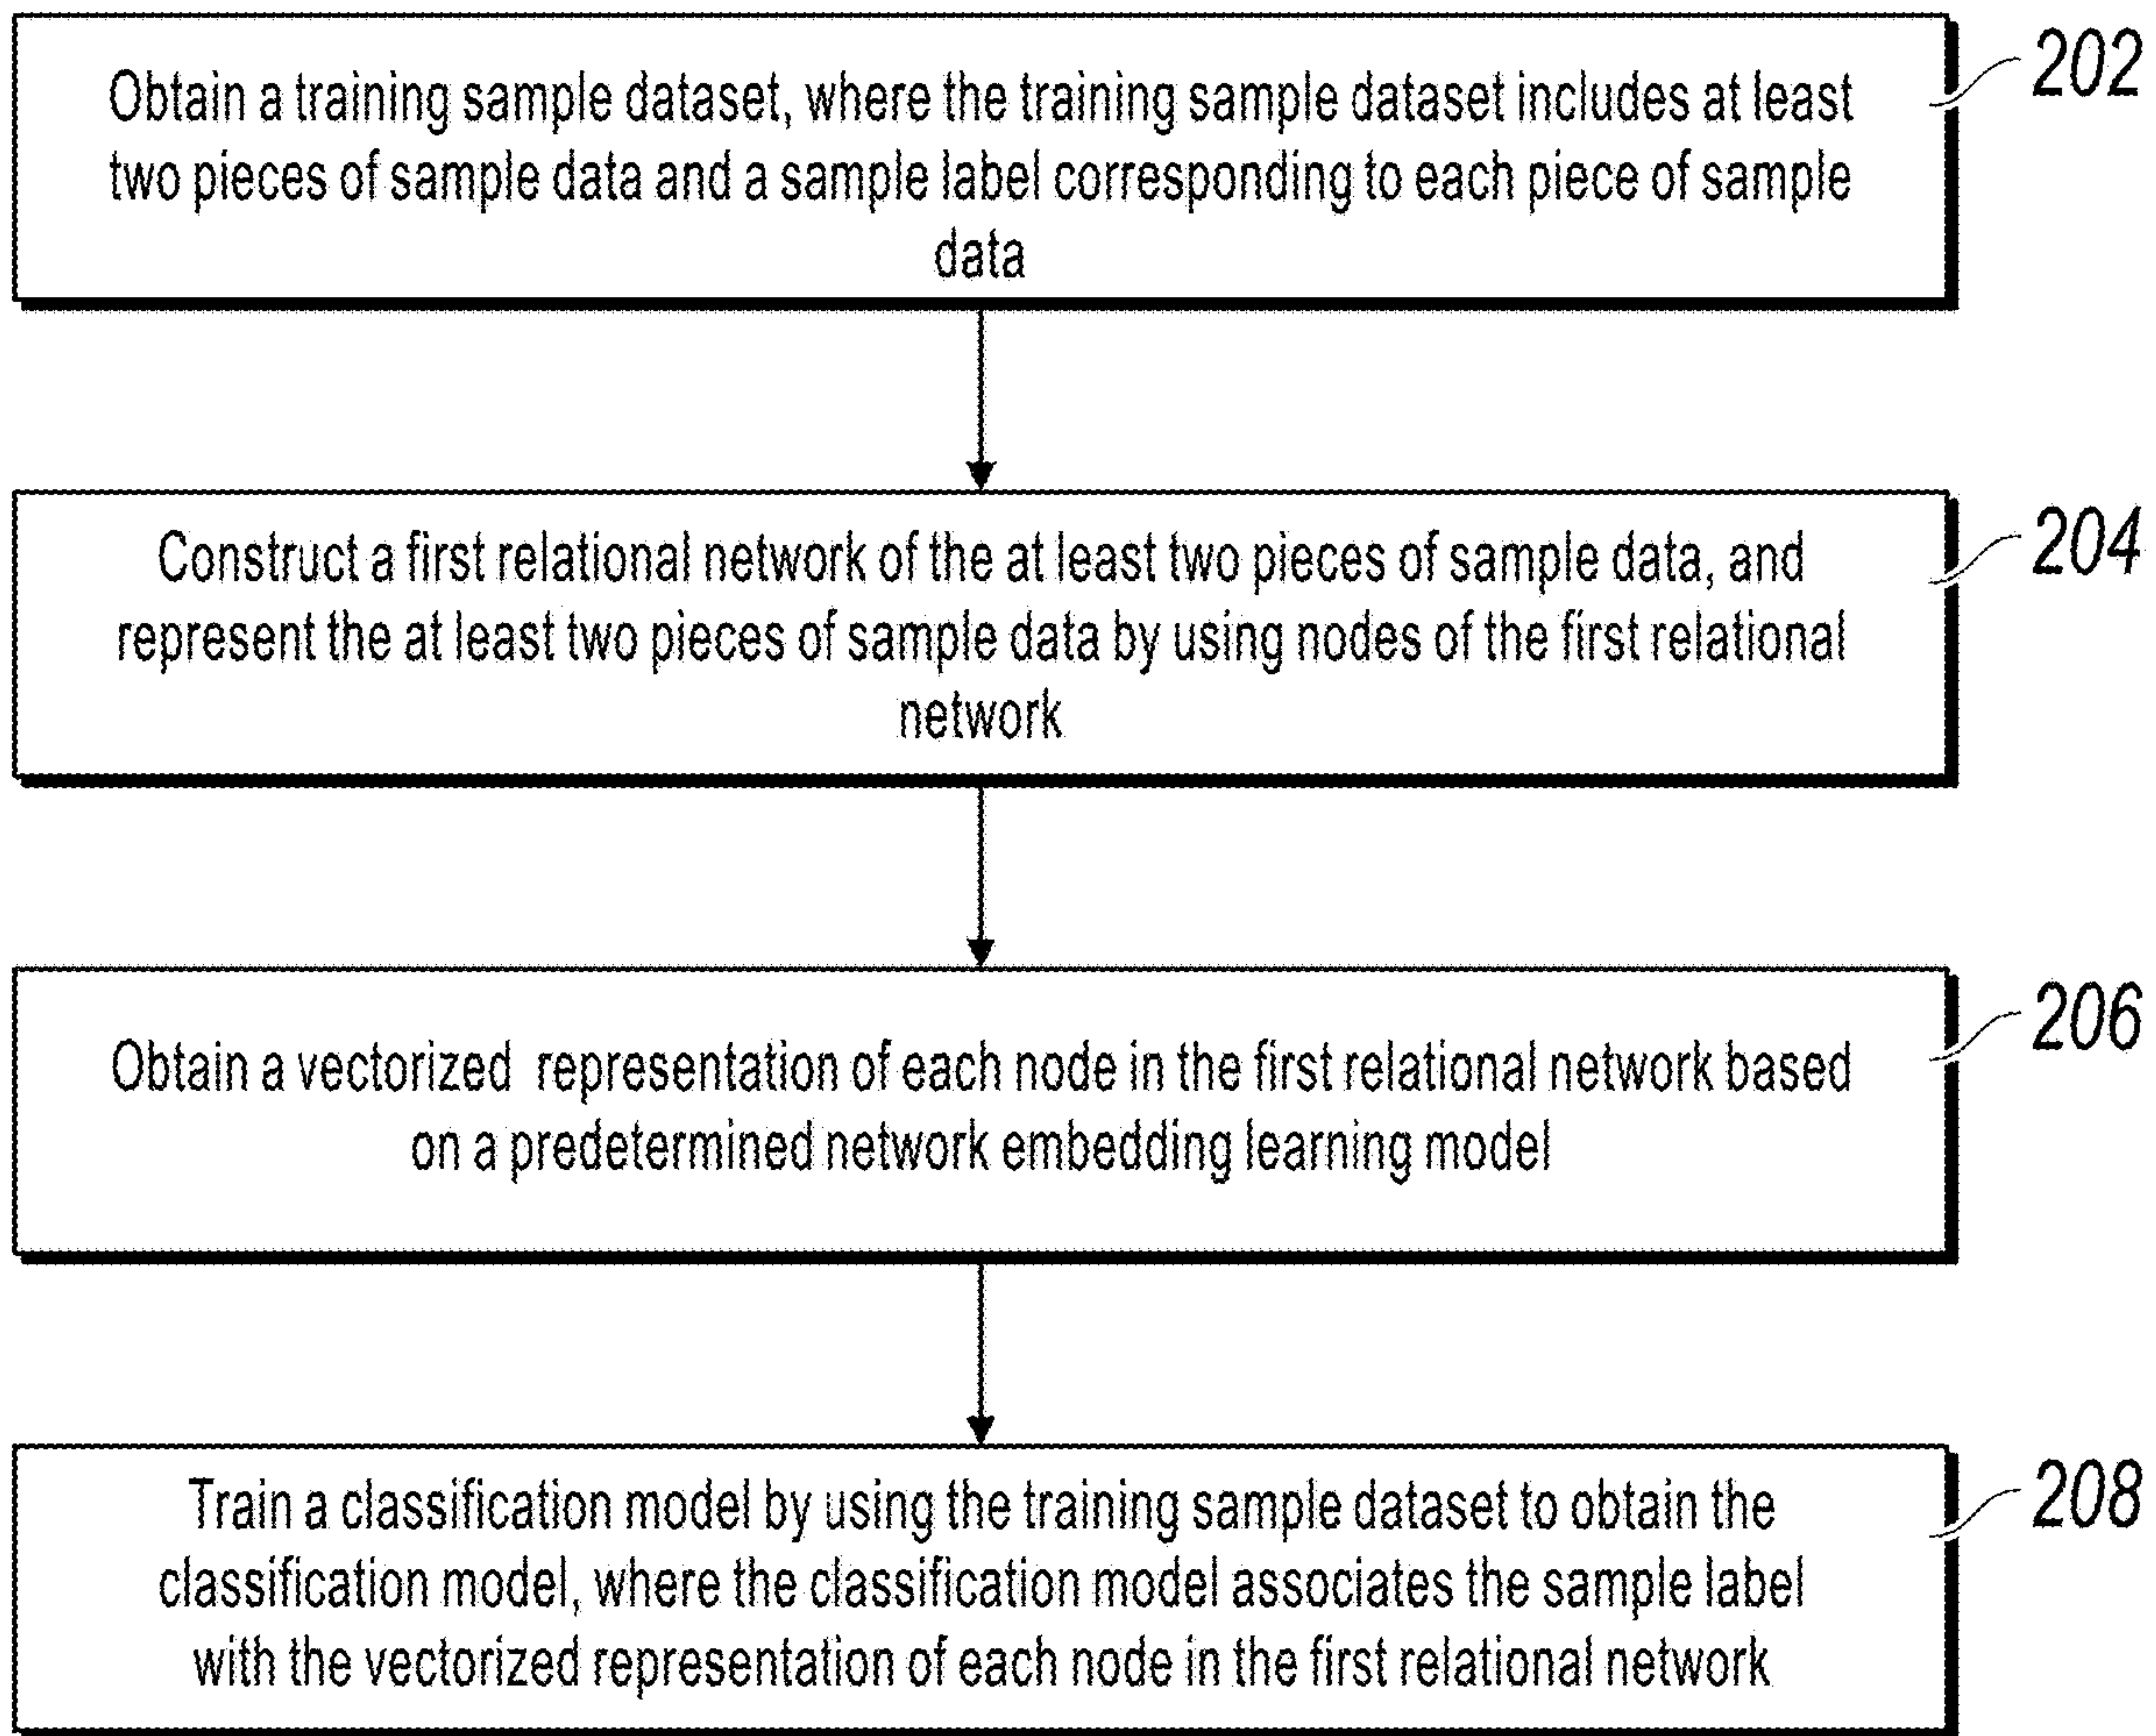 Obtain a training sample dataset, where the training sample dataset includes at least
two pieces of sample data and a sample label corresponding to each piece of sample
data
202
Construct a first relational network of the at least two pieces of sample data, and
represent the at least two pieces of sample data by using nodes of the first relational
network
204
Obtain a vectorized representation of each node in the first relational network based
on a predetermined network embedding learning model
206
Train a classification model by using the training sample dataset to obtain the
classification model, where the classification model associates the sample label
with the vectorized representation of each node in the first relational network
208